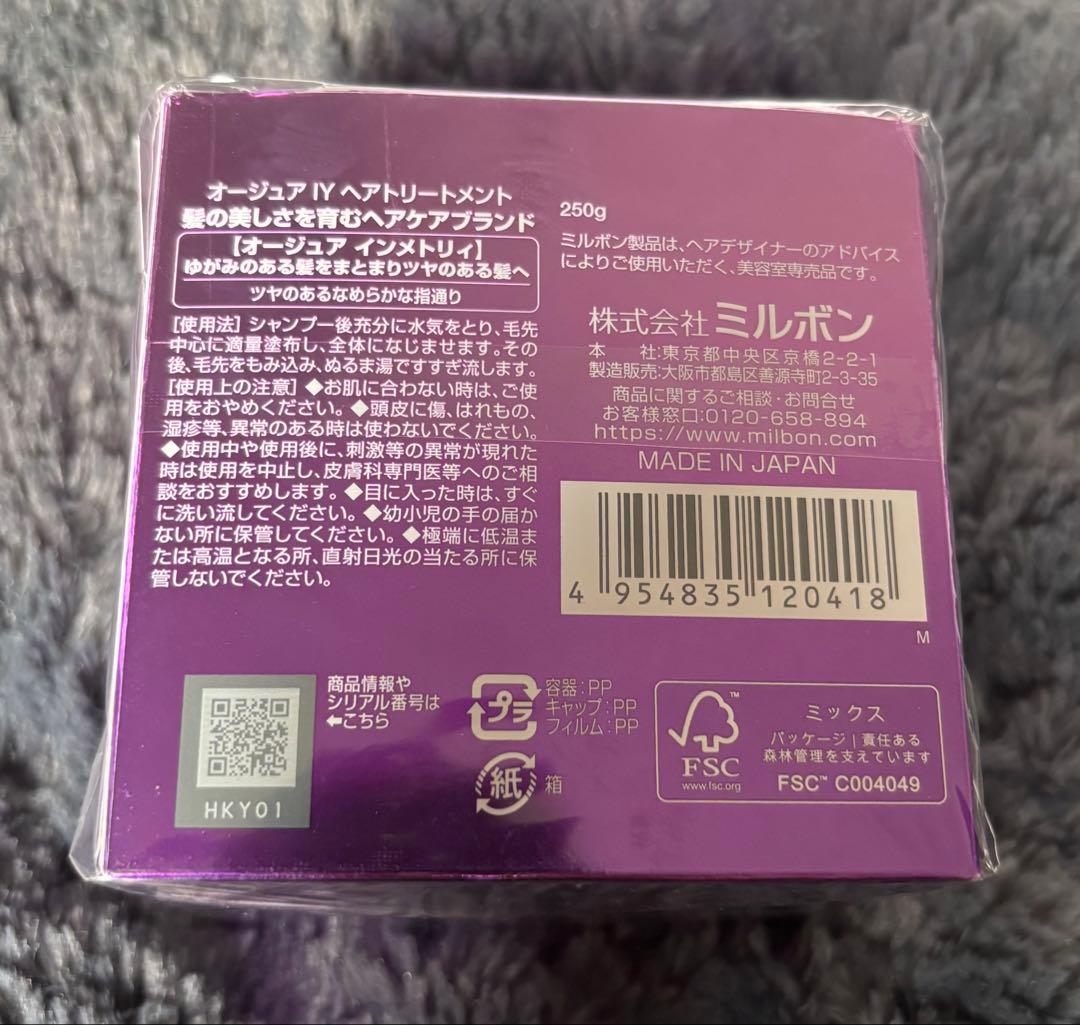 オージュア IY ヘアトリートメント
髪の美しさを育むヘアケアブランド
【オージュア インメトリィ】
ゆがみのある髪をまとまりツヤのある髪へ
ツヤのあるなめらかな指通り
［使用法］シャンプー後充分に水気をとり、毛先
中心に適量塗布し、全体になじませます。その
後、毛先をもみ込み、ぬるま湯ですすぎ流します。
［使用上の注意］◆お肌に合わない時は、ご使
用をおやめください。◆頭皮に傷、はれもの、
湿疹等、異常のある時は使わないでください。
◆使用中や使用後に、刺激等の異常が現れた
時は使用を中止し、皮膚科専門医等へのご相
談をおすすめします。◆目に入った時は、すぐ
に洗い流してください。◆幼小児の手の届か
ない所に保管してください。◆極端に低温ま
たは高温となる所、直射日光の当たる所に保
管しないでください。
250g
ミルボン製品は、ヘアデザイナーのアドバイス
によりご使用いただく、美容室専売品です。
株式会社ミルボン
本　社:東京都中央区京橋2-2-1
製造販売:大阪市都島区善源寺町2-3-35
商品に関するご相談・お問合せ
お客様窓口:0120-658-894
https://www.milbon.com
MADE IN JAPAN
4 954835 120418
M
商品情報や
シリアル番号は
←こちら
HKY01
プラ
容器:PP
キャップ:PP
フィルム:PP
紙
箱
FSC
www.fsc.org
™
ミックス
パッケージ｜責任ある
森林管理を支えています
FSC™ C004049